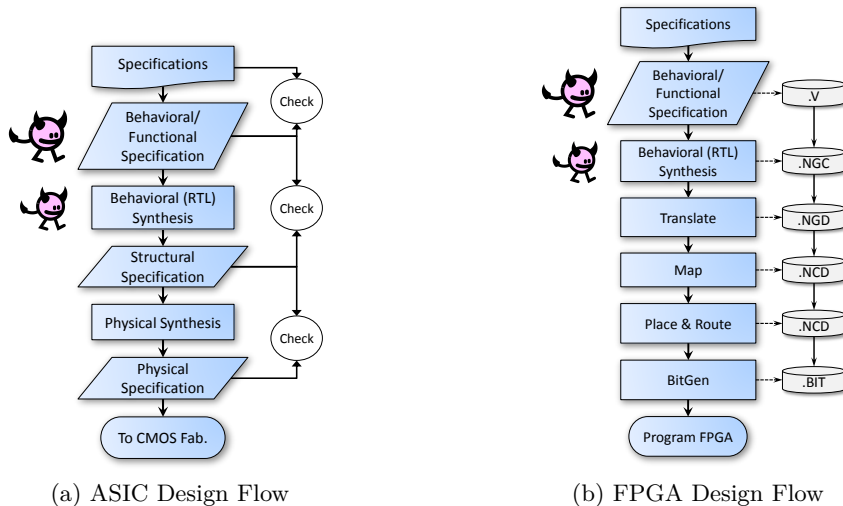 Specifications
Check
Behavioral/
Functional
Specification
Behavioral (RTL)
Synthesis
Check
Structural
Specification
Physical Synthesis
Check
Physical
Specification
To CMOS Fab.
(a) ASIC Design Flow
Specifications
Behavioral/
Functional
Specification
.V
Behavioral (RTL)
Synthesis
.NGC
Translate
.NGD
Map
.NCD
Place & Route
.NCD
BitGen
.BIT
Program FPGA
(b) FPGA Design Flow